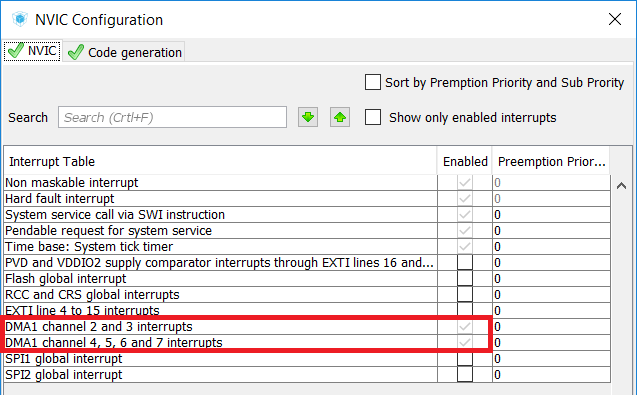 NVIC Configuration
NVIC Code generation
Sort by Premption Priority and Sub Prority
Search Search (Crtl+F) Show only enabled interrupts
Interrupt Table Enabled Preemption Prior...
Non maskable interrupt 0
Hard fault interrupt 0
System service call via SWI instruction 0
Pendable request for system service 0
Time base: System tick timer 0
PVD and VDDIO2 supply comparator interrupts through EXTI lines 16 and... 0
Flash global interrupt 0
RCC and CRS global interrupts 0
EXTI line 4 to 15 interrupts 0
DMA1 channel 2 and 3 interrupts 0
DMA1 channel 4, 5, 6 and 7 interrupts 0
SPI1 global interrupt 0
SPI2 global interrupt 0